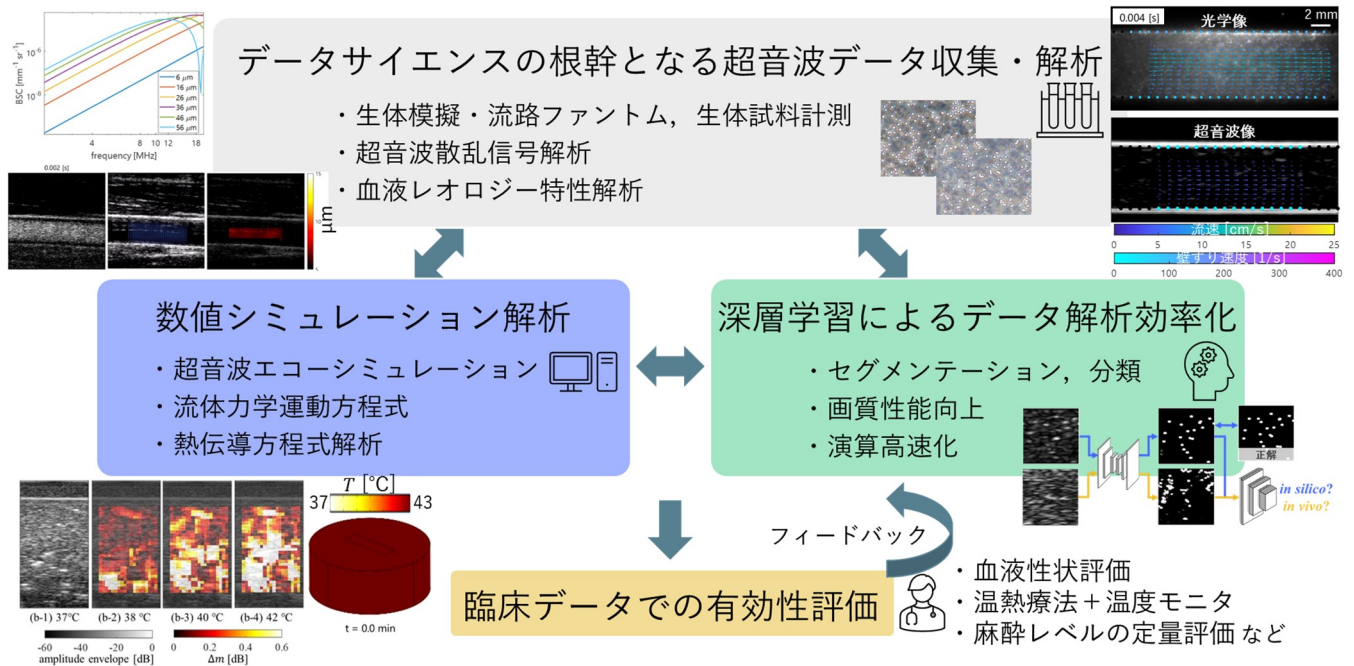 データサイエンスの根幹となる超音波データ収集・解析
・生体模擬・流路ファントム，生体試料計測
・超音波散乱信号解析
・血液レオロジー特性解析
BSC [mm⁻¹ sr⁻¹]
10⁻⁶
10⁻⁸
6 μm
16 μm
26 μm
36 μm
46 μm
56 μm
4
8
10
12
18
frequency [MHz]
0.002 [s]
15
10
5
μm
0.004 [s]
光学像
2 mm
超音波像
流速 [cm/s]
0
5
10
15
20
25
壁ずり速度 [1/s]
0
100
200
300
400
数値シミュレーション解析
・超音波エコーシミュレーション
・流体力学運動方程式
・熱伝導方程式解析
深層学習によるデータ解析効率化
・セグメンテーション，分類
・画質性能向上
・演算高速化
正解
in silico?
in vivo?
T [°C]
37
43
t = 0.0 min
(b-1) 37°C
(b-2) 38 °C
(b-3) 40 °C
(b-4) 42 °C
-60
-40
-20
0
amplitude envelope [dB]
0
0.2
0.4
0.6
Δm [dB]
フィードバック
臨床データでの有効性評価
・血液性状評価
・温熱療法＋温度モニタ
・麻酔レベルの定量評価 など